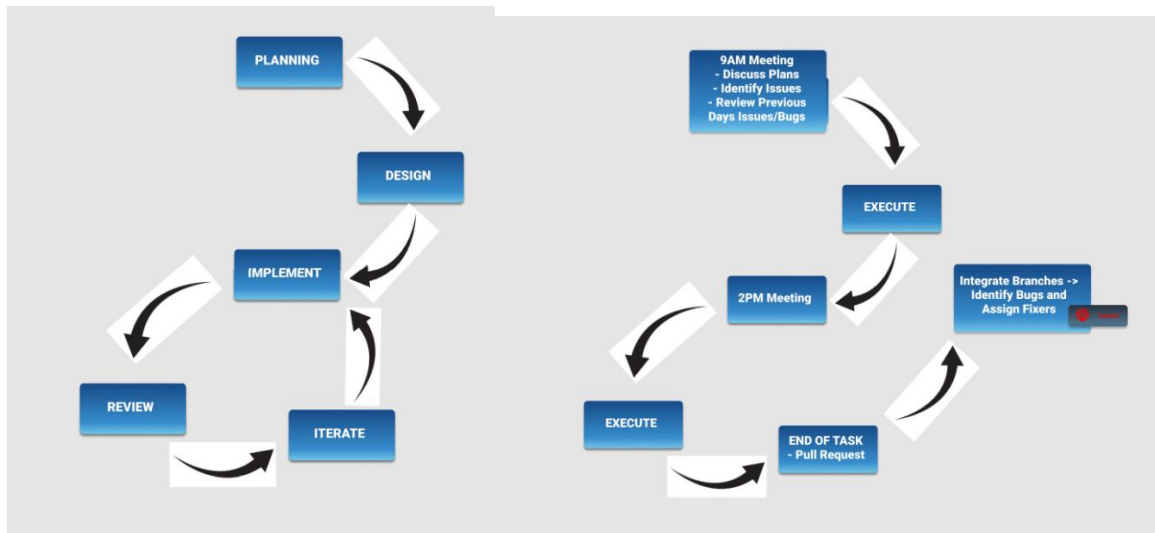 PLANNING
DESIGN
IMPLEMENT
REVIEW
ITERATE
9AM Meeting
- Discuss Plans
- Identify Issues
- Review Previous
Days Issues/Bugs
EXECUTE
2PM Meeting
EXECUTE
END OF TASK
- Pull Request
Integrate Branches ->
Identify Bugs and
Assign Fixers